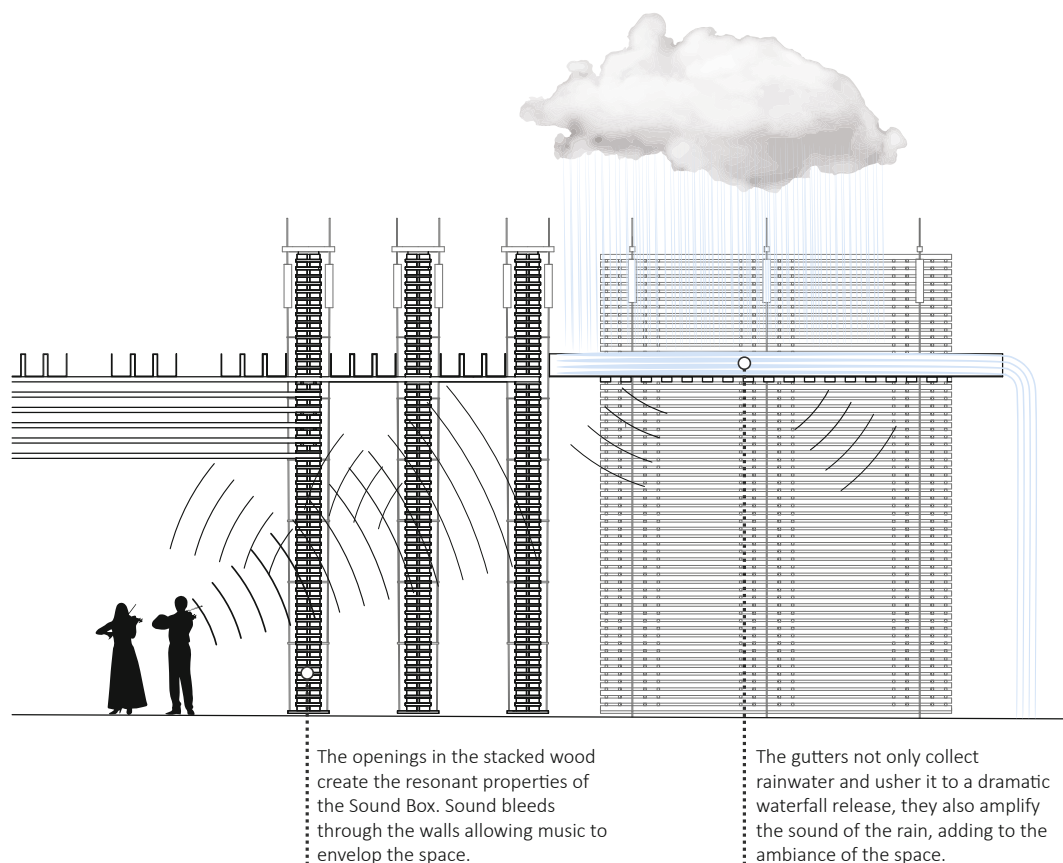 The openings in the stacked wood
create the resonant properties of
the Sound Box. Sound bleeds
through the walls allowing music to
envelop the space.
The gutters not only collect
rainwater and usher it to a dramatic
waterfall release, they also amplify
the sound of the rain, adding to the
ambiance of the space.